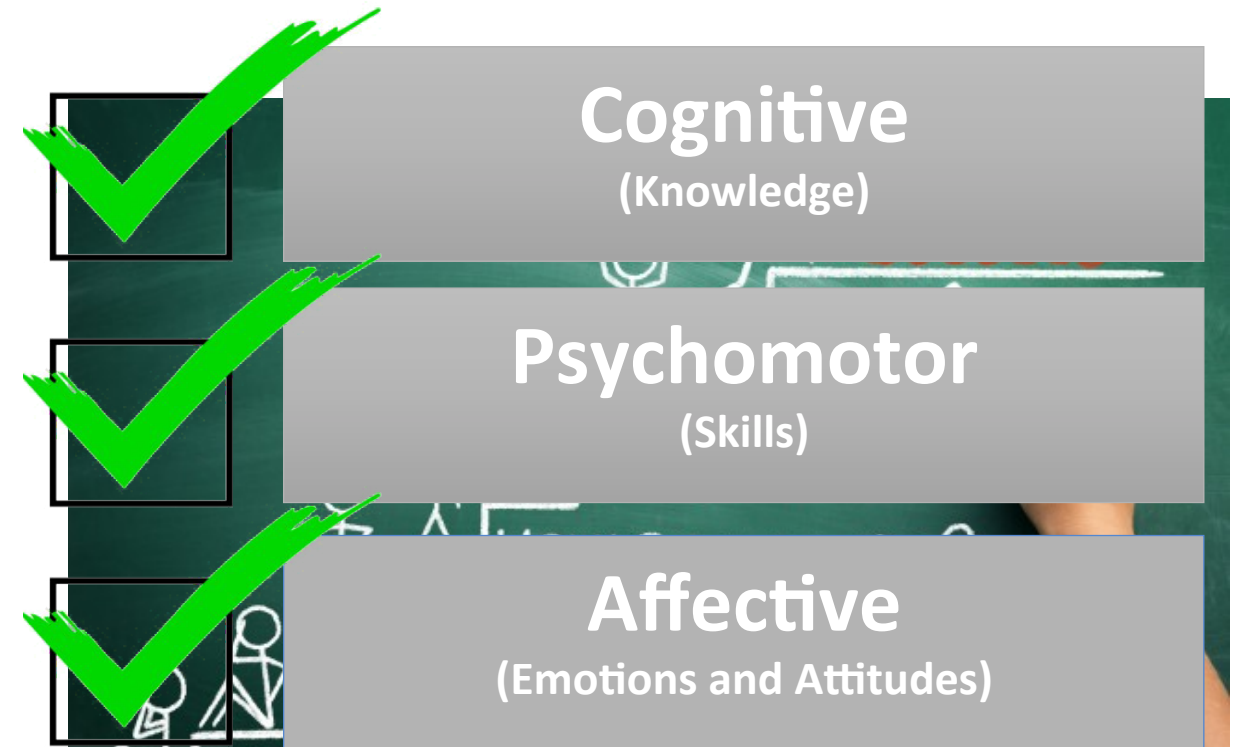 Cognitive
(Knowledge)
Psychomotor
(Skills)
Affective
(Emotions and Attitudes)